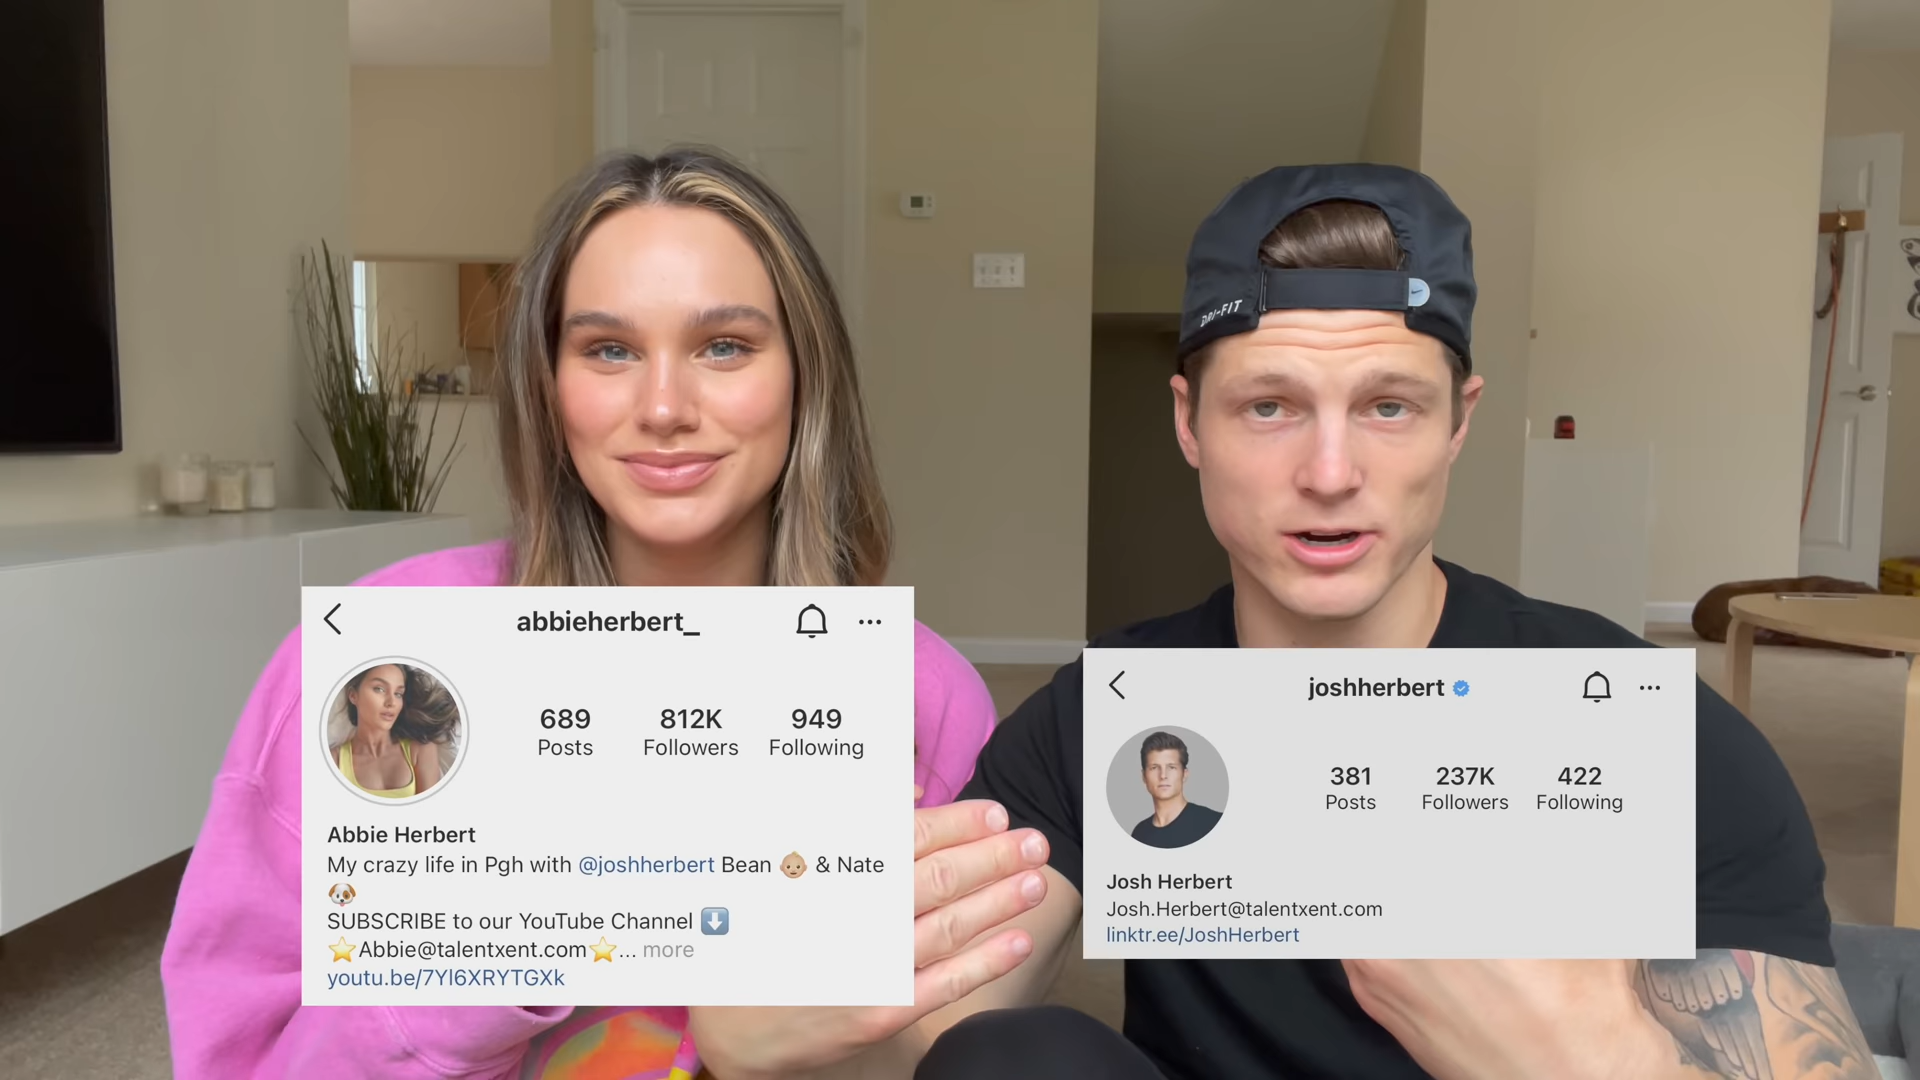 DRI-FIT
abbieherbert_
689
Posts
812K
Followers
949
Following
Abbie Herbert
My crazy life in Pgh with @joshherbert Bean 👶🏼 & Nate
🐶
SUBSCRIBE to our YouTube Channel ⬇️
⭐Abbie@talentxent.com⭐... more
youtu.be/7Yl6XRYTGXk
joshherbert
381
Posts
237K
Followers
422
Following
Josh Herbert
Josh.Herbert@talentxent.com
linktr.ee/JoshHerbert